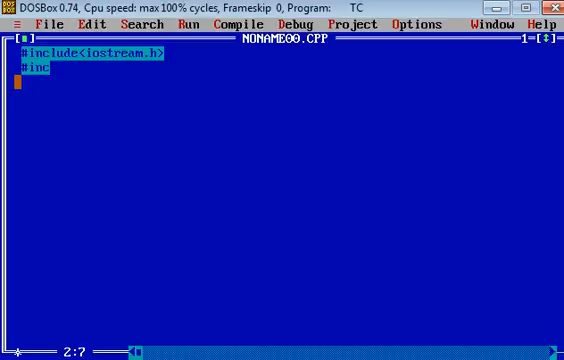 DOSBox 0.74, Cpu speed: max 100% cycles, Frameskip 0, Program: TC
≡ File Edit Search Run Compile Debug Project Options Window Help
[■] NONAME00.CPP 1=[↕]
#include<iostream.h>
#inc
2:7